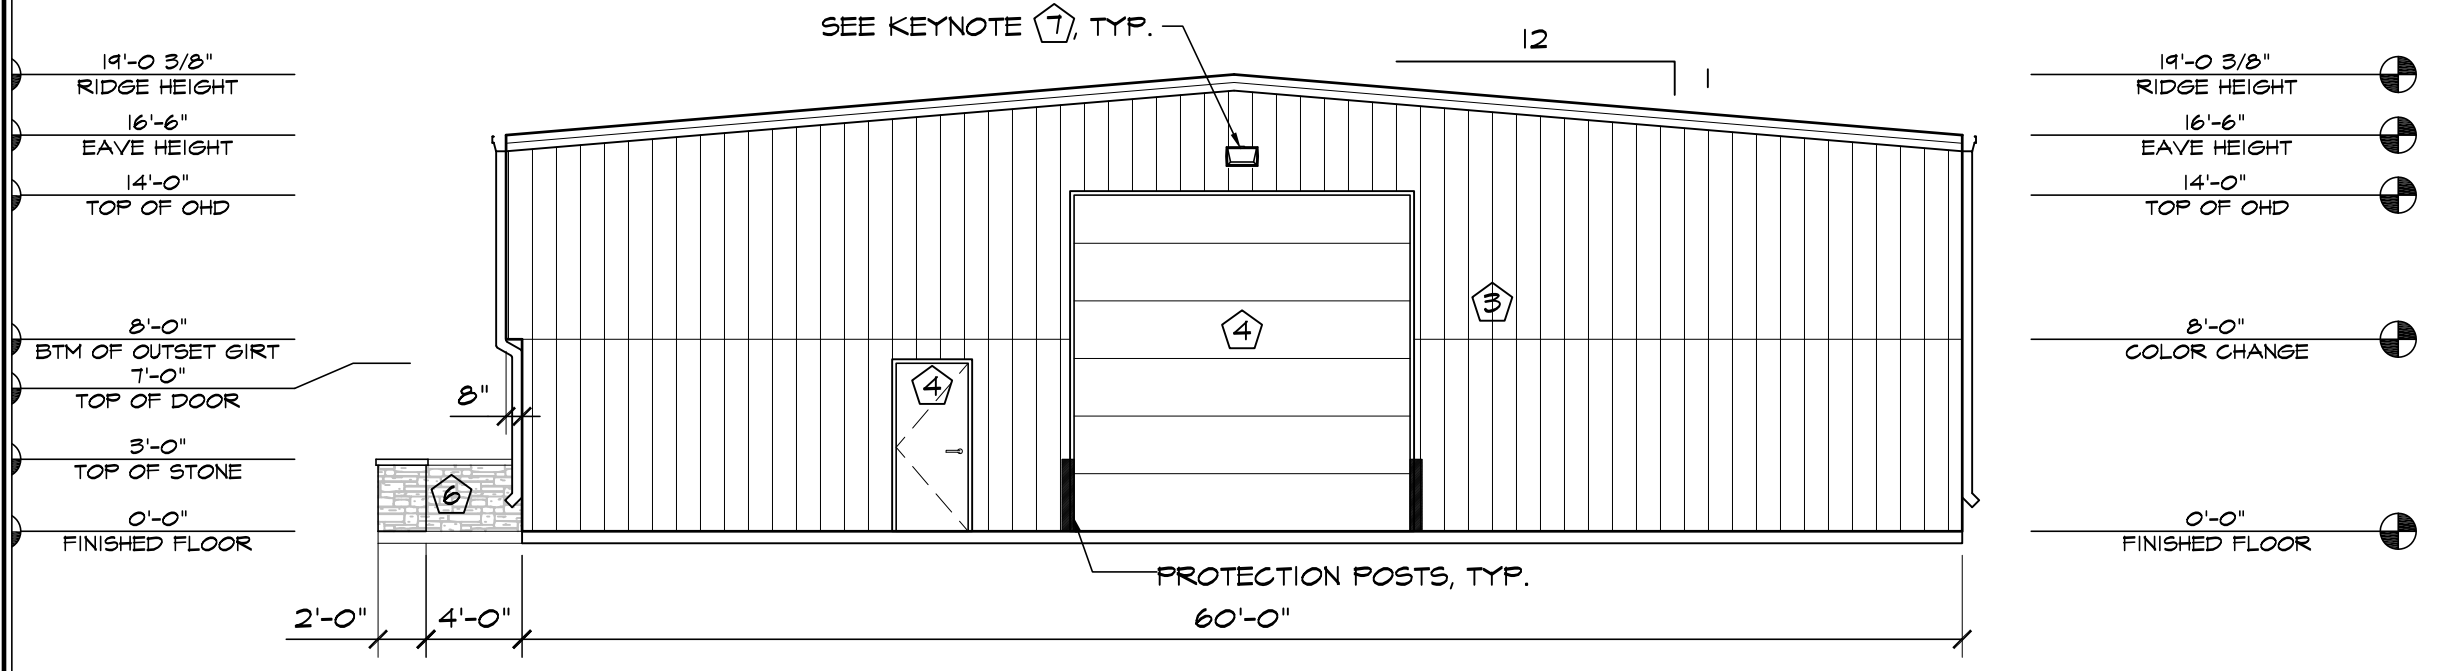 SEE KEYNOTE 7, TYP.
12
1
19'-0 3/8"
RIDGE HEIGHT
16'-6"
EAVE HEIGHT
14'-0"
TOP OF OHD
8'-0"
BTM OF OUTSET GIRT
7'-0"
TOP OF DOOR
3'-0"
TOP OF STONE
0'-0"
FINISHED FLOOR
8"
6
4
4
3
19'-0 3/8"
RIDGE HEIGHT
16'-6"
EAVE HEIGHT
14'-0"
TOP OF OHD
8'-0"
COLOR CHANGE
0'-0"
FINISHED FLOOR
PROTECTION POSTS, TYP.
2'-0"
4'-0"
60'-0"